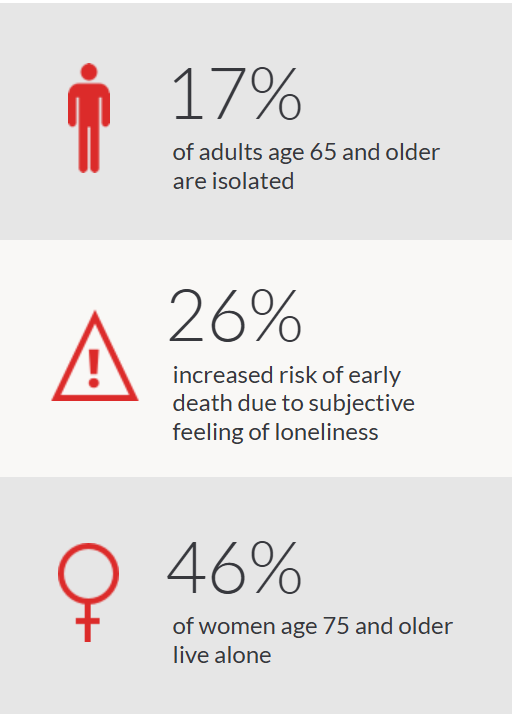 17%
of adults age 65 and older
are isolated
!
26%
increased risk of early
death due to subjective
feeling of loneliness
46%
of women age 75 and older
live alone